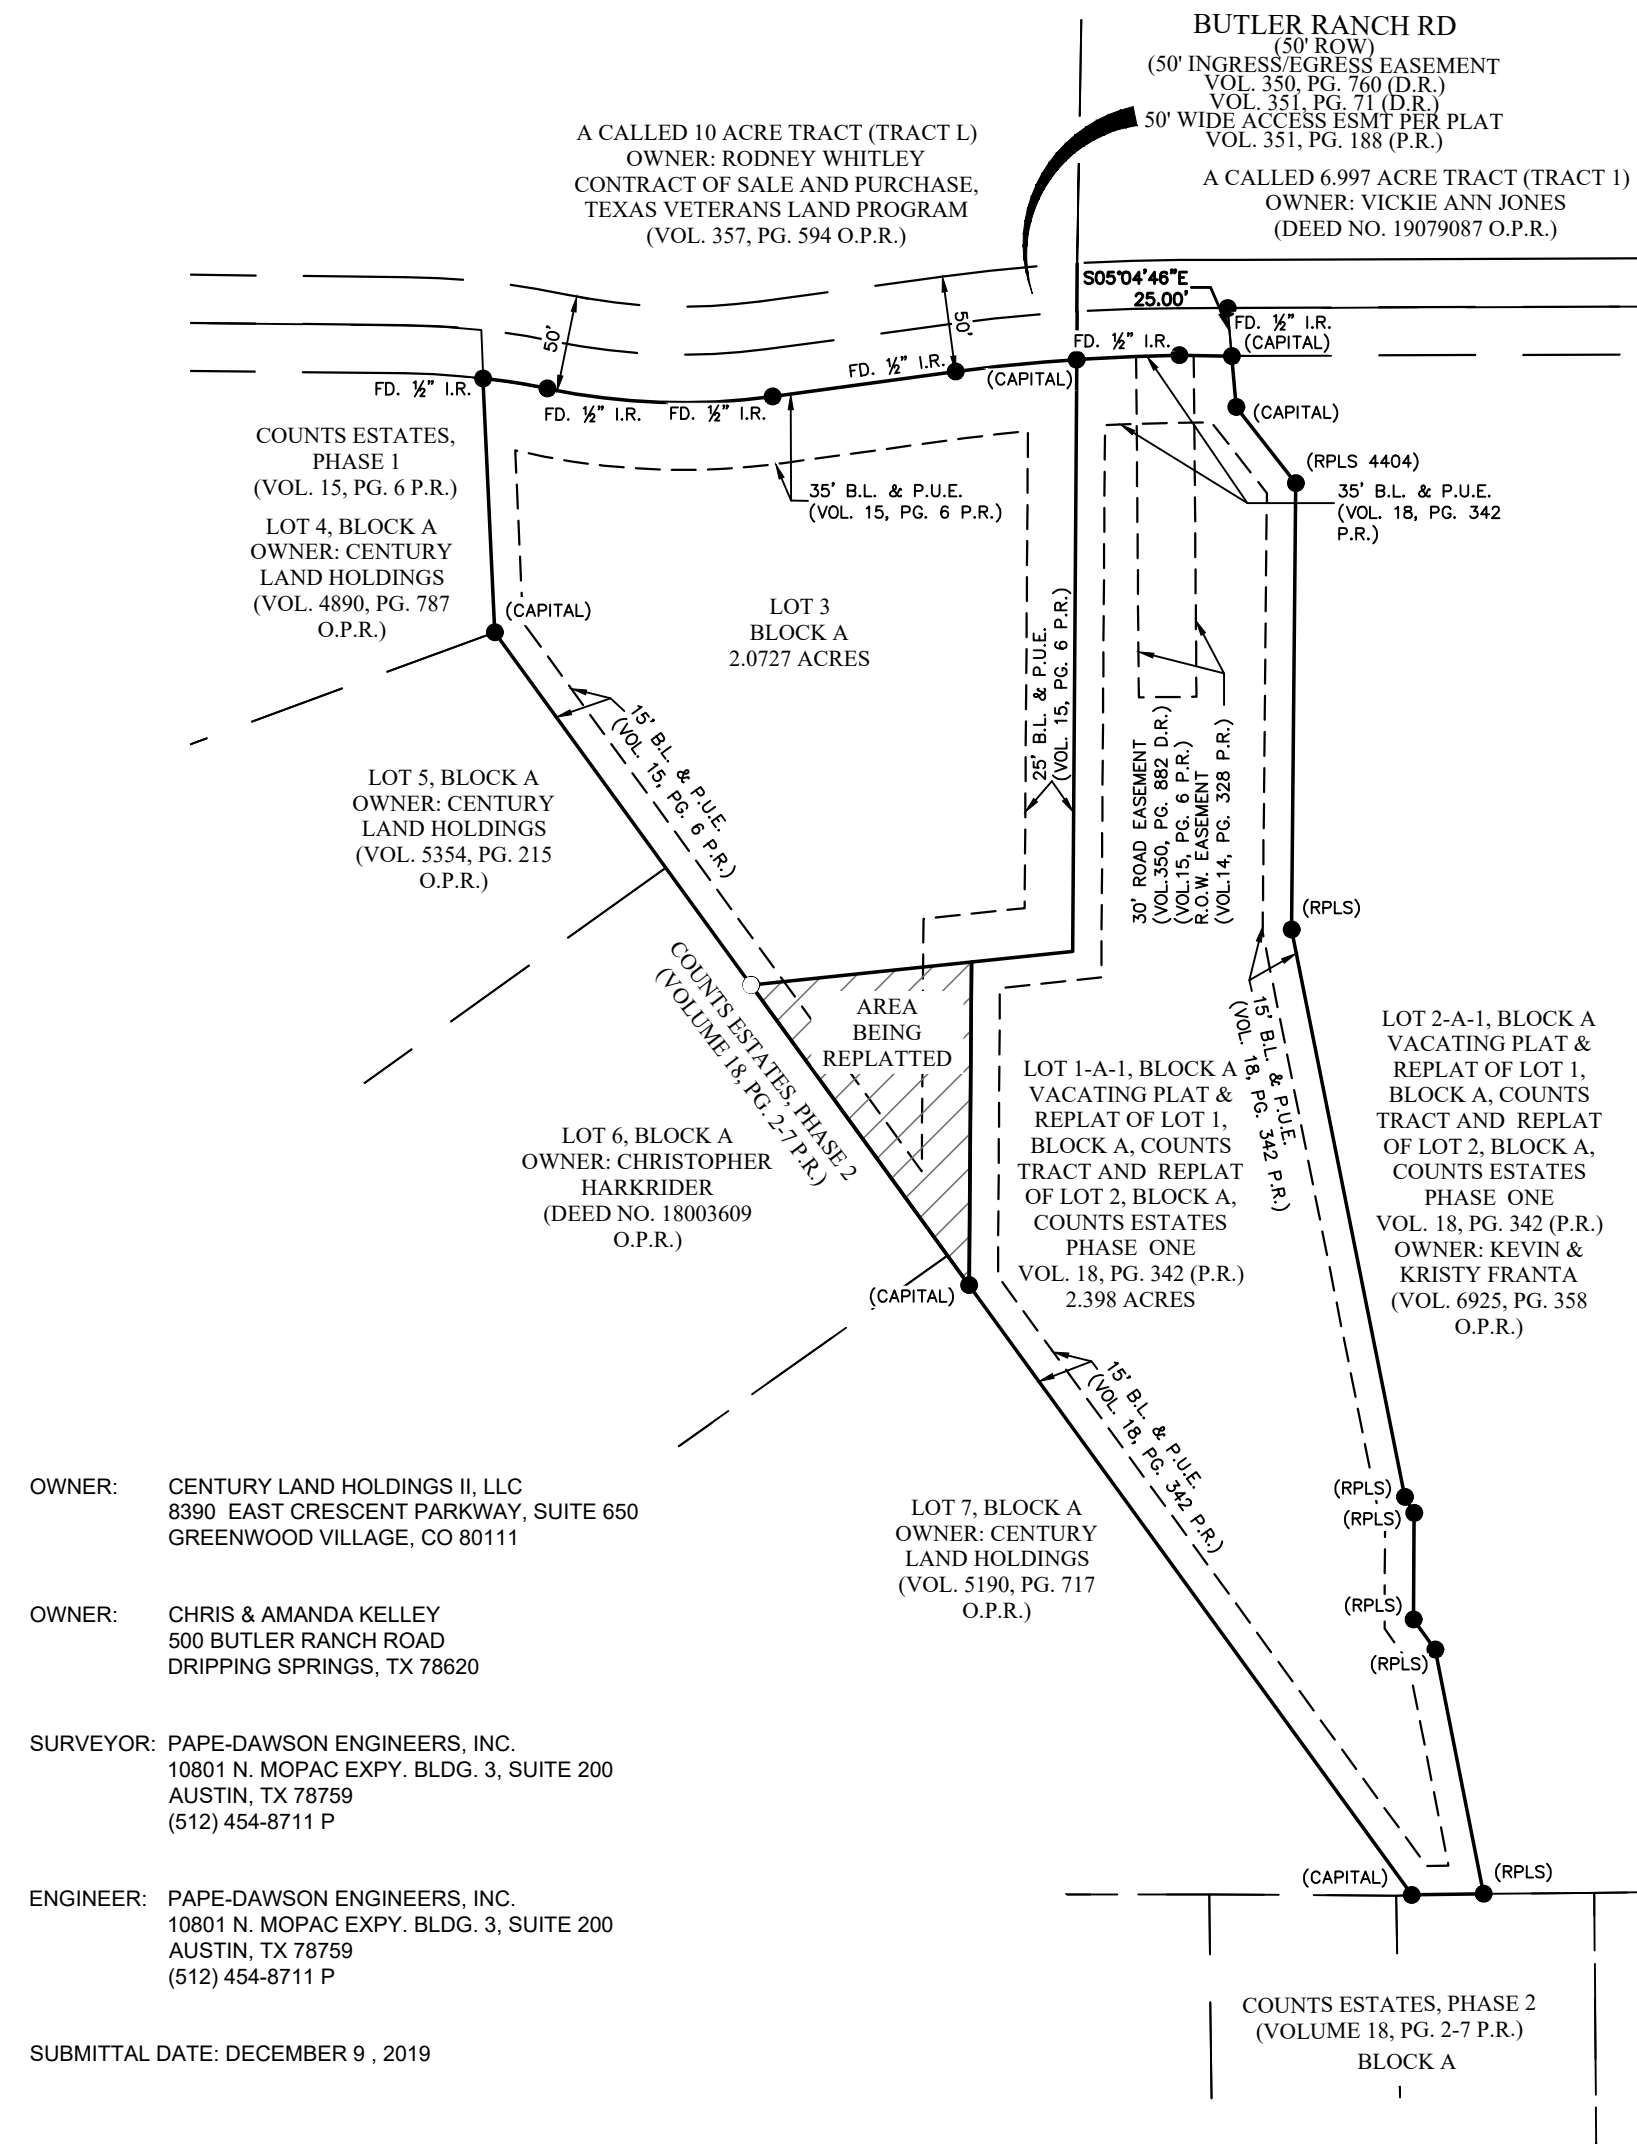 BUTLER RANCH RD
(50' ROW)
(50' INGRESS/EGRESS EASEMENT
VOL. 350, PG. 760 (D.R.)
VOL. 351, PG. 71 (D.R.)
50' WIDE ACCESS ESMT PER PLAT
VOL. 351, PG. 188 (P.R.)
A CALLED 10 ACRE TRACT (TRACT L)
OWNER: RODNEY WHITLEY
CONTRACT OF SALE AND PURCHASE,
TEXAS VETERANS LAND PROGRAM
(VOL. 357, PG. 594 O.P.R.)
A CALLED 6.997 ACRE TRACT (TRACT 1)
OWNER: VICKIE ANN JONES
(DEED NO. 19079087 O.P.R.)
S05°04'46"E
25.00'
50'
50'
FD. ½" I.R.
(CAPITAL)
FD. ½" I.R.
FD. ½" I.R.
(CAPITAL)
FD. ½" I.R.
FD. ½" I.R.
FD. ½" I.R.
(CAPITAL)
(RPLS 4404)
35' B.L. & P.U.E.
(VOL. 18, PG. 342
P.R.)
35' B.L. & P.U.E.
(VOL. 15, PG. 6 P.R.)
COUNTS ESTATES,
PHASE 1
(VOL. 15, PG. 6 P.R.)
LOT 4, BLOCK A
OWNER: CENTURY
LAND HOLDINGS
(VOL. 4890, PG. 787
O.P.R.)
(CAPITAL)
LOT 3
BLOCK A
2.0727 ACRES
25' B.L. & P.U.E.
(VOL. 15, PG. 6 P.R.)
15' B.L. & P.U.E.
(VOL. 15, PG. 6 P.R.)
30' ROAD EASEMENT
(VOL.350, PG. 882 D.R.)
(VOL.15, PG. 6 P.R.)
R.O.W. EASEMENT
(VOL.14, PG. 328 P.R.)
LOT 5, BLOCK A
OWNER: CENTURY
LAND HOLDINGS
(VOL. 5354, PG. 215
O.P.R.)
(RPLS)
COUNTS ESTATES, PHASE 2
(VOLUME 18, PG. 2-7 P.R.)
AREA
BEING
REPLATTED
15' B.L. & P.U.E.
(VOL. 18, PG. 342 P.R.)
LOT 1-A-1, BLOCK A
VACATING PLAT &
REPLAT OF LOT 1,
BLOCK A, COUNTS
TRACT AND REPLAT
OF LOT 2, BLOCK A,
COUNTS ESTATES
PHASE ONE
VOL. 18, PG. 342 (P.R.)
2.398 ACRES
LOT 2-A-1, BLOCK A
VACATING PLAT &
REPLAT OF LOT 1,
BLOCK A, COUNTS
TRACT AND REPLAT
OF LOT 2, BLOCK A,
COUNTS ESTATES
PHASE ONE
VOL. 18, PG. 342 (P.R.)
OWNER: KEVIN &
KRISTY FRANTA
(VOL. 6925, PG. 358
O.P.R.)
LOT 6, BLOCK A
OWNER: CHRISTOPHER
HARKRIDER
(DEED NO. 18003609
O.P.R.)
(CAPITAL)
15' B.L. & P.U.E.
(VOL. 18, PG. 342 P.R.)
(RPLS)
(RPLS)
(RPLS)
(RPLS)
LOT 7, BLOCK A
OWNER: CENTURY
LAND HOLDINGS
(VOL. 5190, PG. 717
O.P.R.)
(CAPITAL)
(RPLS)
OWNER: CENTURY LAND HOLDINGS II, LLC
8390 EAST CRESCENT PARKWAY, SUITE 650
GREENWOOD VILLAGE, CO 80111
OWNER: CHRIS & AMANDA KELLEY
500 BUTLER RANCH ROAD
DRIPPING SPRINGS, TX 78620
SURVEYOR: PAPE-DAWSON ENGINEERS, INC.
10801 N. MOPAC EXPY. BLDG. 3, SUITE 200
AUSTIN, TX 78759
(512) 454-8711 P
ENGINEER: PAPE-DAWSON ENGINEERS, INC.
10801 N. MOPAC EXPY. BLDG. 3, SUITE 200
AUSTIN, TX 78759
(512) 454-8711 P
SUBMITTAL DATE: DECEMBER 9 , 2019
COUNTS ESTATES, PHASE 2
(VOLUME 18, PG. 2-7 P.R.)
BLOCK A